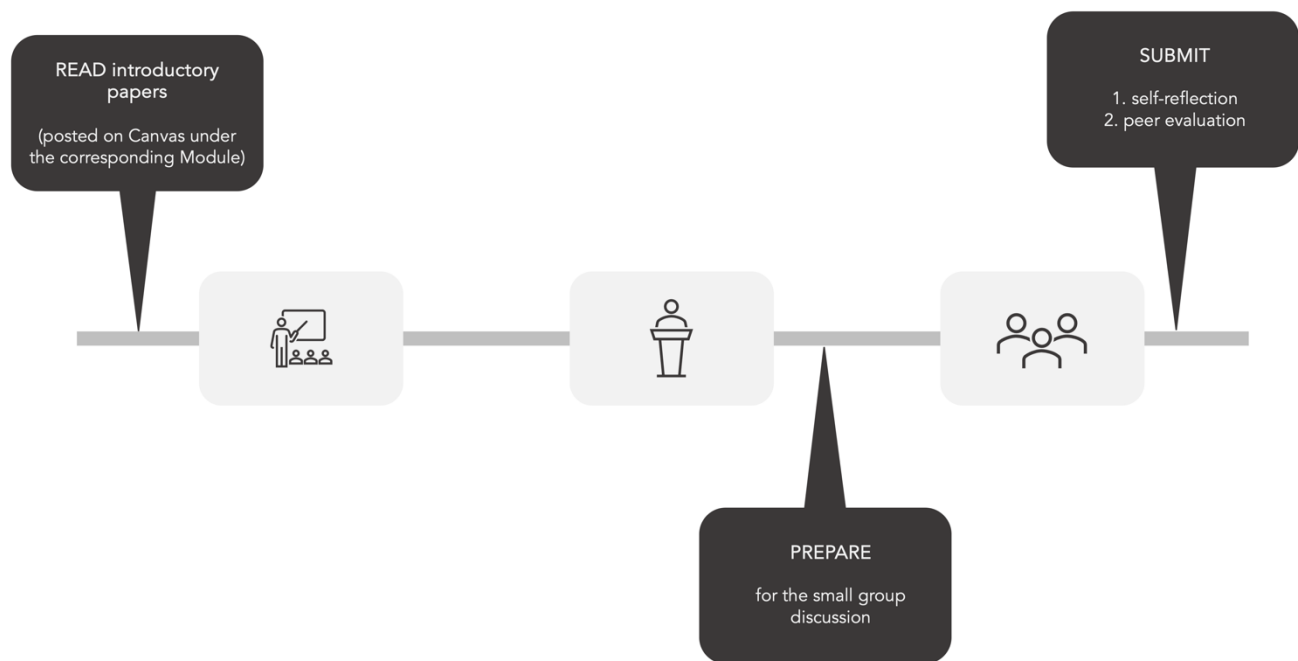 READ introductory
papers
(posted on Canvas under
the corresponding Module)
SUBMIT
1. self-reflection
2. peer evaluation
PREPARE
for the small group
discussion